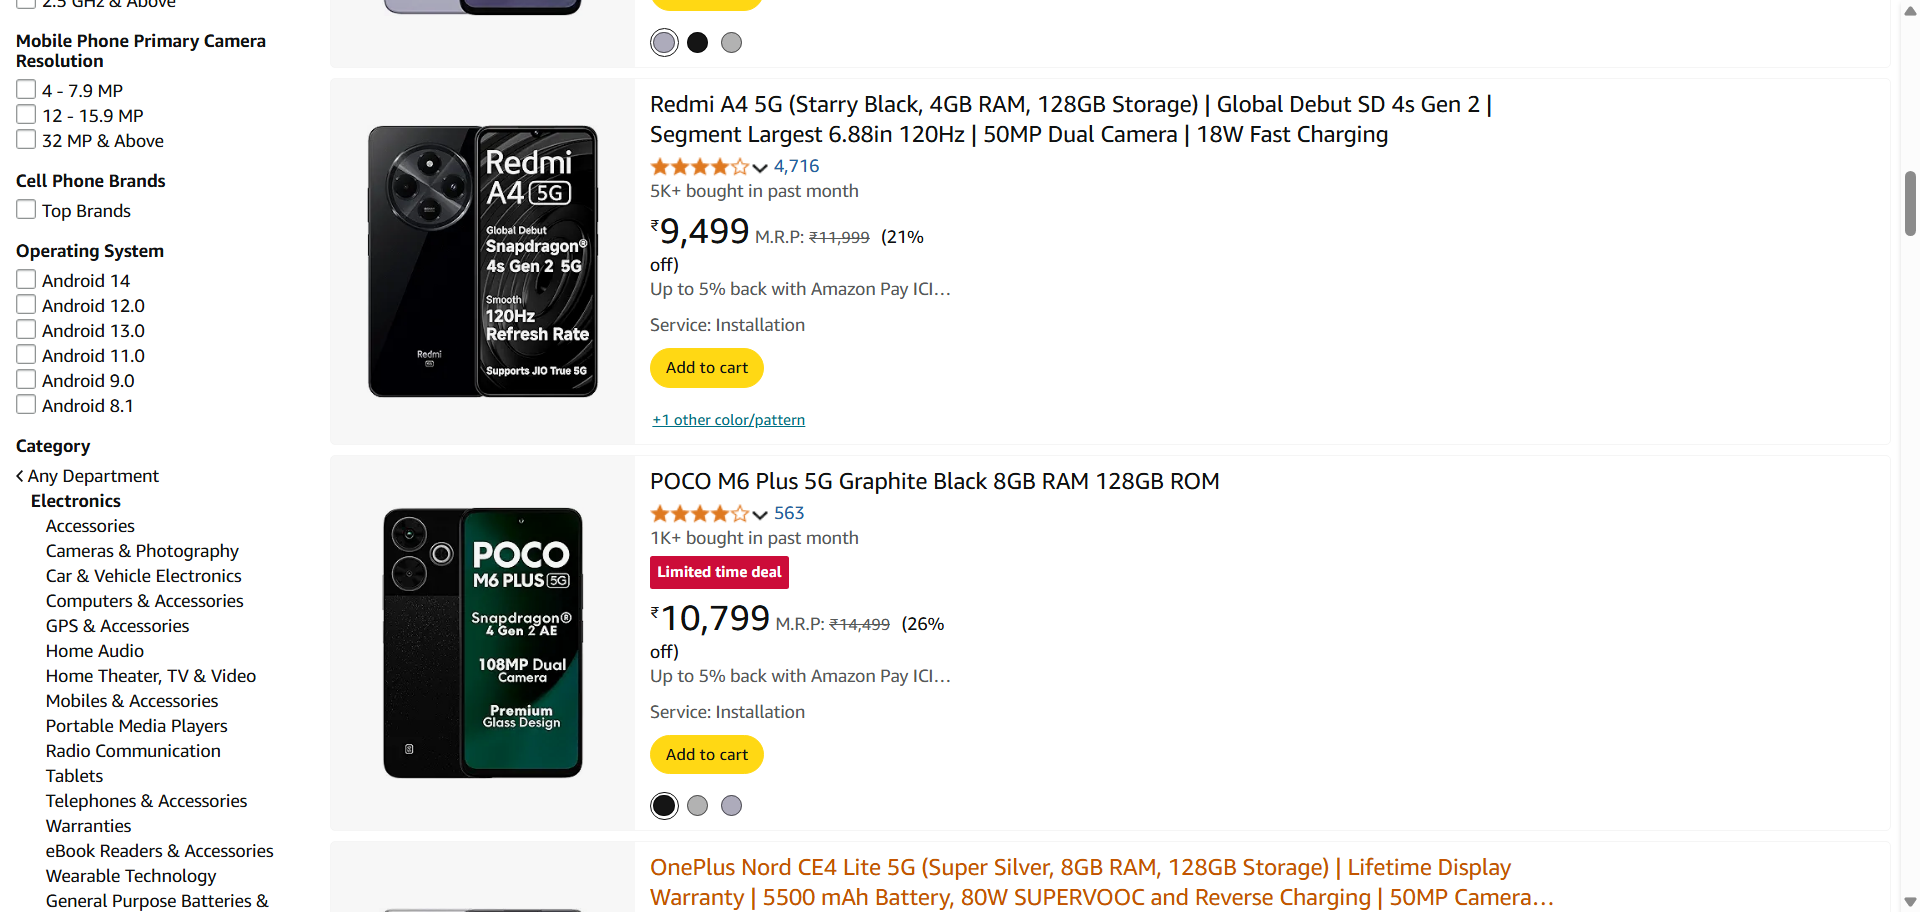 2.5 GHz & Above
Mobile Phone Primary Camera
Resolution
4 - 7.9 MP
12 - 15.9 MP
32 MP & Above
Cell Phone Brands
Top Brands
Operating System
Android 14
Android 12.0
Android 13.0
Android 11.0
Android 9.0
Android 8.1
Category
Any Department
Electronics
Accessories
Cameras & Photography
Car & Vehicle Electronics
Computers & Accessories
GPS & Accessories
Home Audio
Home Theater, TV & Video
Mobiles & Accessories
Portable Media Players
Radio Communication
Tablets
Telephones & Accessories
Warranties
eBook Readers & Accessories
Wearable Technology
General Purpose Batteries &
Redmi
A4 5G
Global Debut
Snapdragon®
4s Gen 2 5G
Smooth
120Hz
Refresh Rate
Supports JIO True 5G
Redmi
5G
Redmi A4 5G (Starry Black, 4GB RAM, 128GB Storage) | Global Debut SD 4s Gen 2 |
Segment Largest 6.88in 120Hz | 50MP Dual Camera | 18W Fast Charging
4,716
5K+ bought in past month
₹9,499 M.R.P: ₹11,999 (21%
off)
Up to 5% back with Amazon Pay ICI…
Service: Installation
Add to cart
+1 other color/pattern
POCO
M6 PLUS 5G
Snapdragon®
4 Gen 2 AE
108MP Dual
Camera
Premium
Glass Design
POCO M6 Plus 5G Graphite Black 8GB RAM 128GB ROM
563
1K+ bought in past month
Limited time deal
₹10,799 M.R.P: ₹14,499 (26%
off)
Up to 5% back with Amazon Pay ICI…
Service: Installation
Add to cart
OnePlus Nord CE4 Lite 5G (Super Silver, 8GB RAM, 128GB Storage) | Lifetime Display
Warranty | 5500 mAh Battery, 80W SUPERVOOC and Reverse Charging | 50MP Camera…